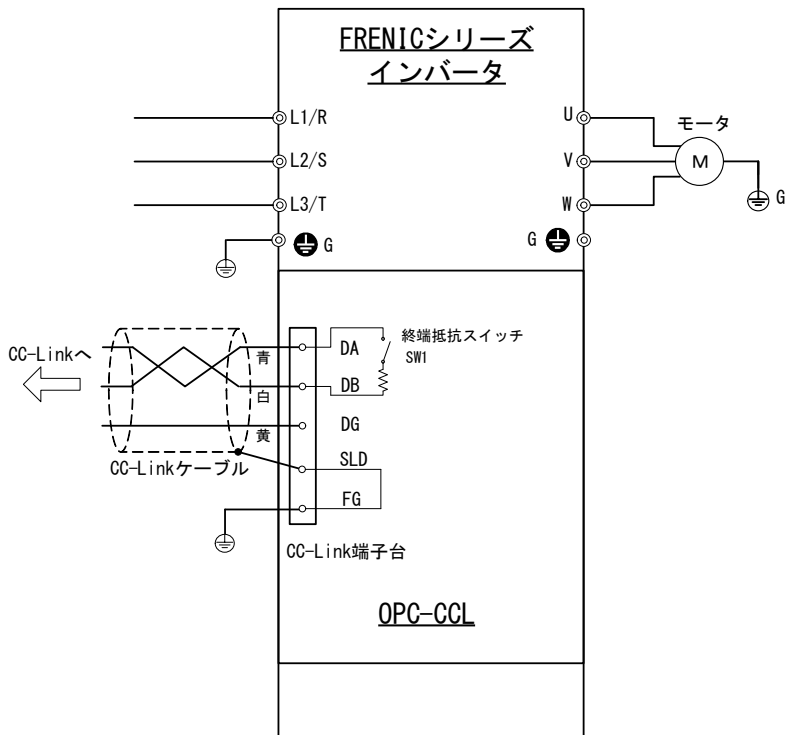 FRENICシリーズ
インバータ
L1/R
L2/S
L3/T
G
U
V
W
G
モータ
M
G
CC-Linkへ
青
白
黄
CC-Linkケーブル
DA
DB
DG
SLD
FG
終端抵抗スイッチ
SW1
CC-Link端子台
OPC-CCL